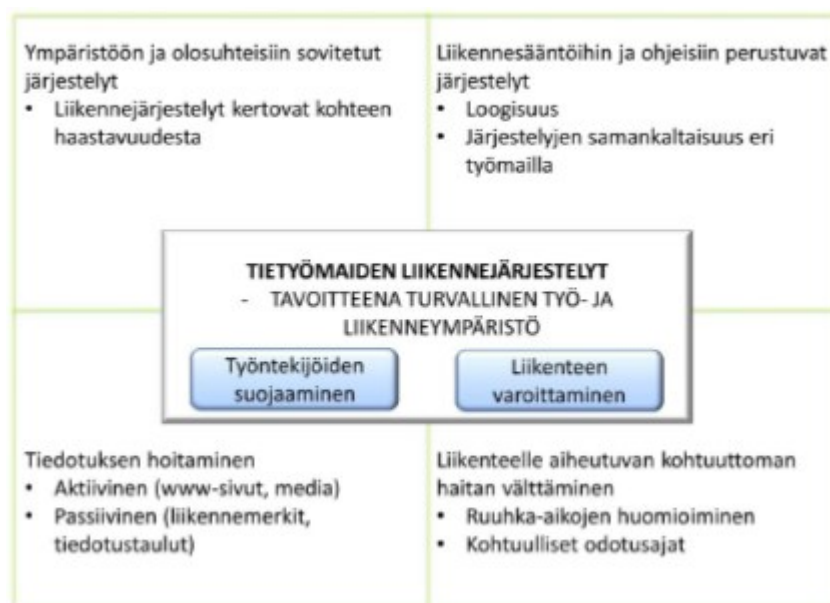 Ympäristöön ja olosuhteisiin sovitetut
järjestelyt
• Liikennejärjestelyt kertovat kohteen
haastavuudesta
Liikennesääntöihin ja ohjeisiin perustuvat
järjestelyt
• Loogisuus
• Järjestelyjen samankaltaisuus eri
työmailla
TIETYÖMAIDEN LIIKENNEJÄRJESTELYT
- TAVOITTEENA TURVALLINEN TYÖ- JA
LIIKENNEYMPÄRISTÖ
Työntekijöiden
suojaaminen
Liikenteen
varoittaminen
Tiedotuksen hoitaminen
• Aktiivinen (www-sivut, media)
• Passiivinen (liikennemerkit,
tiedotustaulut)
Liikenteelle aiheutuvan kohtuuttoman
haitan välttäminen
• Ruuhka-aikojen huomioiminen
• Kohtuulliset odotusajat